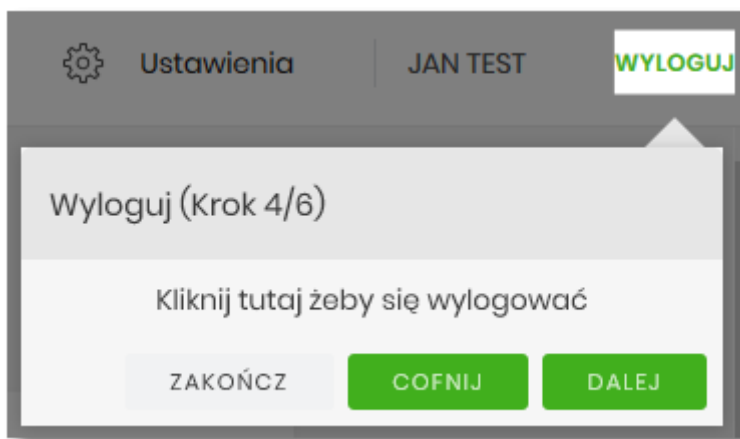 Ustawienia JAN TEST WYLOGUJ
Wyloguj (Krok 4/6)
Kliknij tutaj żeby się wylogować
ZAKOŃCZ COFNIJ DALEJ